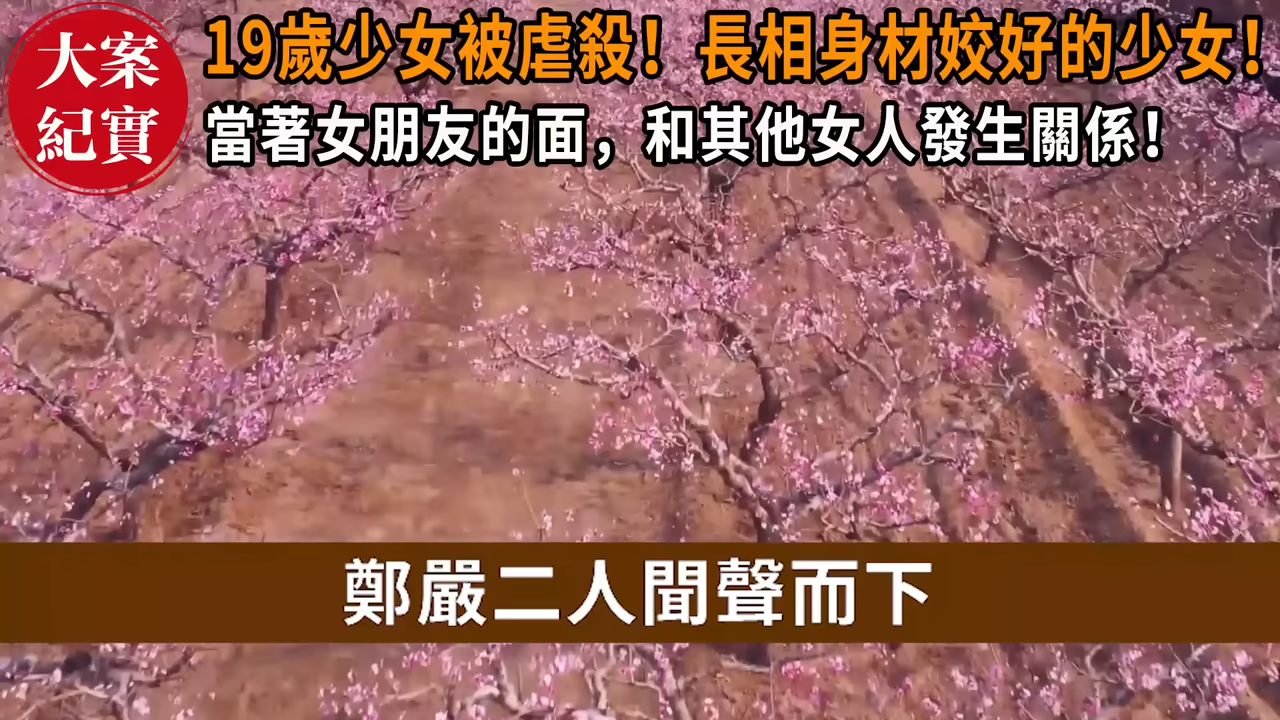 大案
紀實
19歲少女被虐殺！長相身材姣好的少女！
當著女朋友的面，和其他女人發生關係！
鄭嚴二人聞聲而下